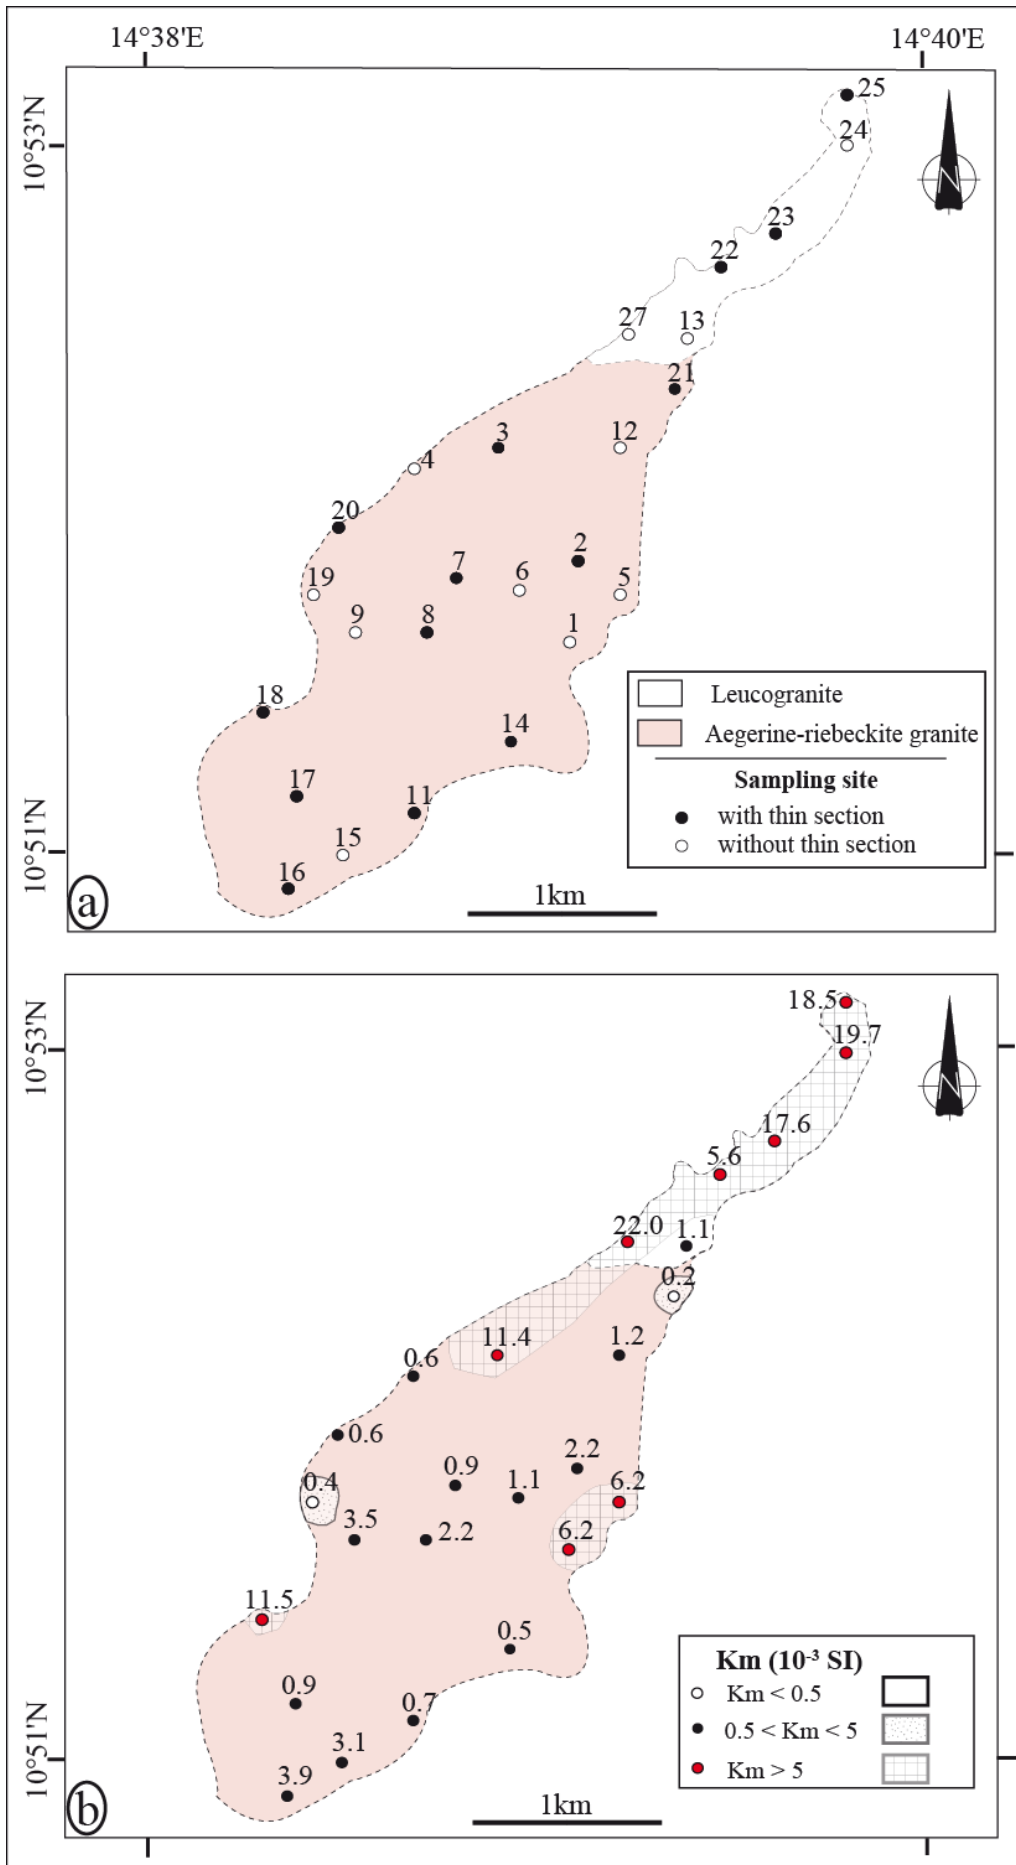 14°38'E
14°40'E
25
10°53'N
24
N
23
22
27
13
21
3
12
4
20
2
7
6
5
19
9
8
1
18
Leucogranite
14
Aegerine-riebeckite granite
Sampling site
17
11
with thin section
15
without thin section
10°51'N
16
1km
a
18.5
10°53'N
19.7
N
17.6
5.6
22.0
1.1
0.2
11.4
1.2
0.6
0.6
2.2
0.9
1.1
6.2
0.4
3.5
2.2
6.2
11.5
0.5
Km (10⁻³ SI)
Km < 0.5
0.9
0.7
0.5 < Km < 5
3.1
Km > 5
10°51'N
3.9
1km
b